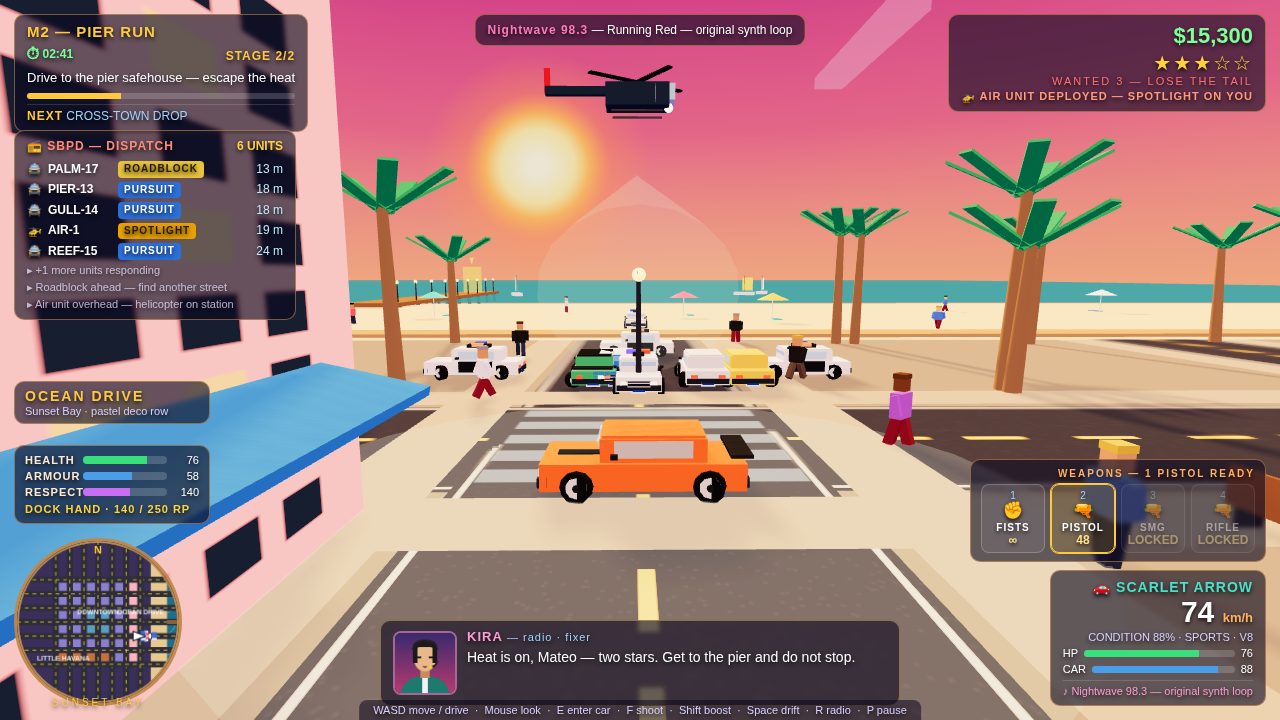 M2 — PIER RUN
02:41
STAGE 2/2
Drive to the pier safehouse — escape the heat
NEXT CROSS-TOWN DROP
SBPD — DISPATCH 6 UNITS
PALM-17 ROADBLOCK 13 m
PIER-13 PURSUIT 18 m
GULL-14 PURSUIT 18 m
AIR-1 SPOTLIGHT 19 m
REEF-15 PURSUIT 24 m
▸ +1 more units responding
▸ Roadblock ahead — find another street
▸ Air unit overhead — helicopter on station
Nightwave 98.3 — Running Red — original synth loop
$15,300
★★★☆☆
WANTED 3 — LOSE THE TAIL
AIR UNIT DEPLOYED — SPOTLIGHT ON YOU
OCEAN DRIVE
Sunset Bay · pastel deco row
HEALTH 76
ARMOUR 58
RESPECT 140
DOCK HAND · 140 / 250 RP
N
DOWNTOWN OCEAN DRIVE
LITTLE HAVANA
SUNSET BAY
WEAPONS — 1 PISTOL READY
1 FISTS ∞
2 PISTOL 48
3 SMG LOCKED
4 RIFLE LOCKED
SCARLET ARROW
74 km/h
CONDITION 88% · SPORTS · V8
HP 76
CAR 88
♪ Nightwave 98.3 — original synth loop
KIRA — radio · fixer
Heat is on, Mateo — two stars. Get to the pier and do not stop.
WASD move / drive · Mouse look · E enter car · F shoot · Shift boost · Space drift · R radio · P pause